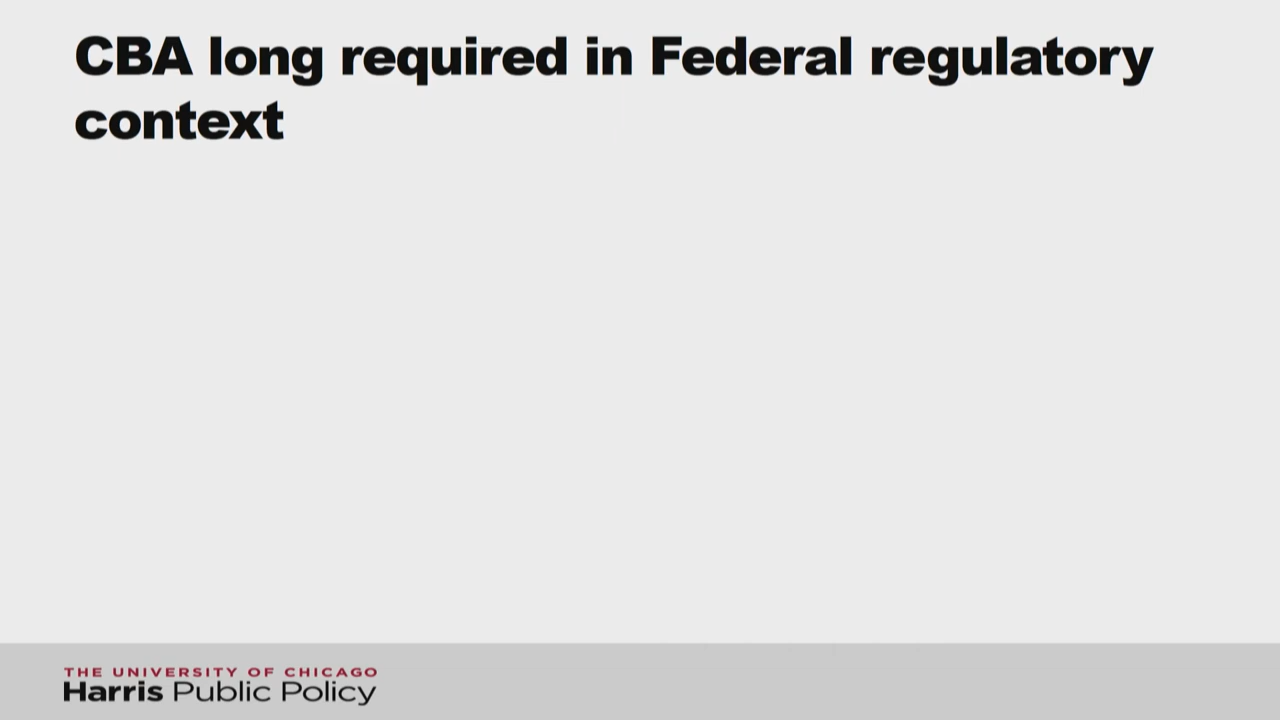 CBA long required in Federal regulatory
context
THE UNIVERSITY OF CHICAGO
Harris Public Policy